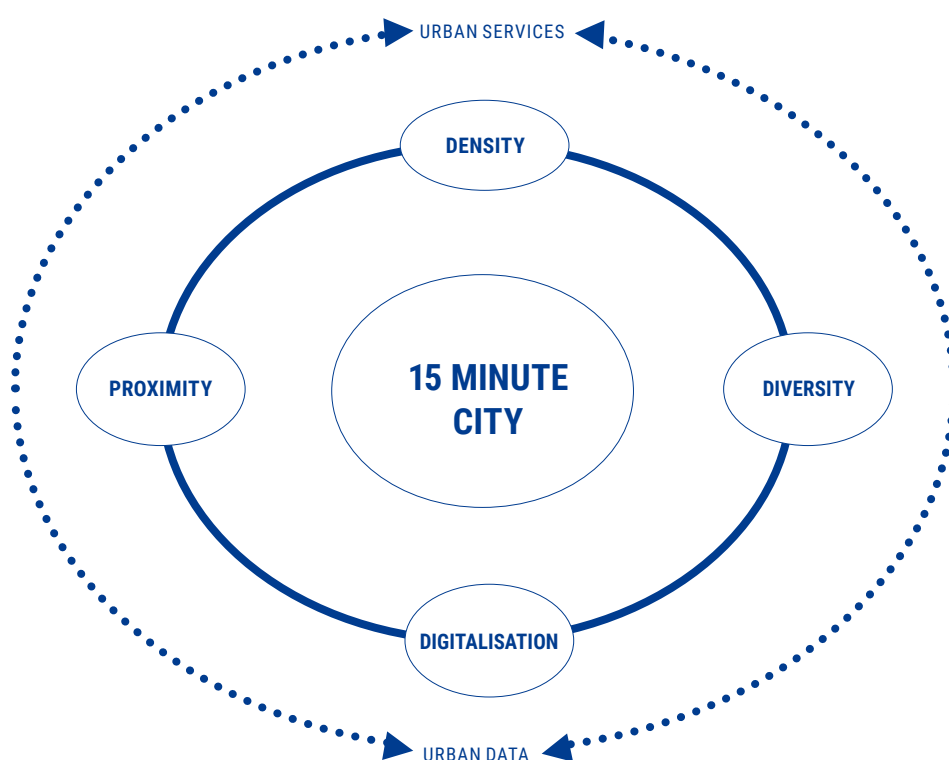 URBAN SERVICES
DENSITY
PROXIMITY
15 MINUTE
CITY
DIVERSITY
DIGITALISATION
URBAN DATA